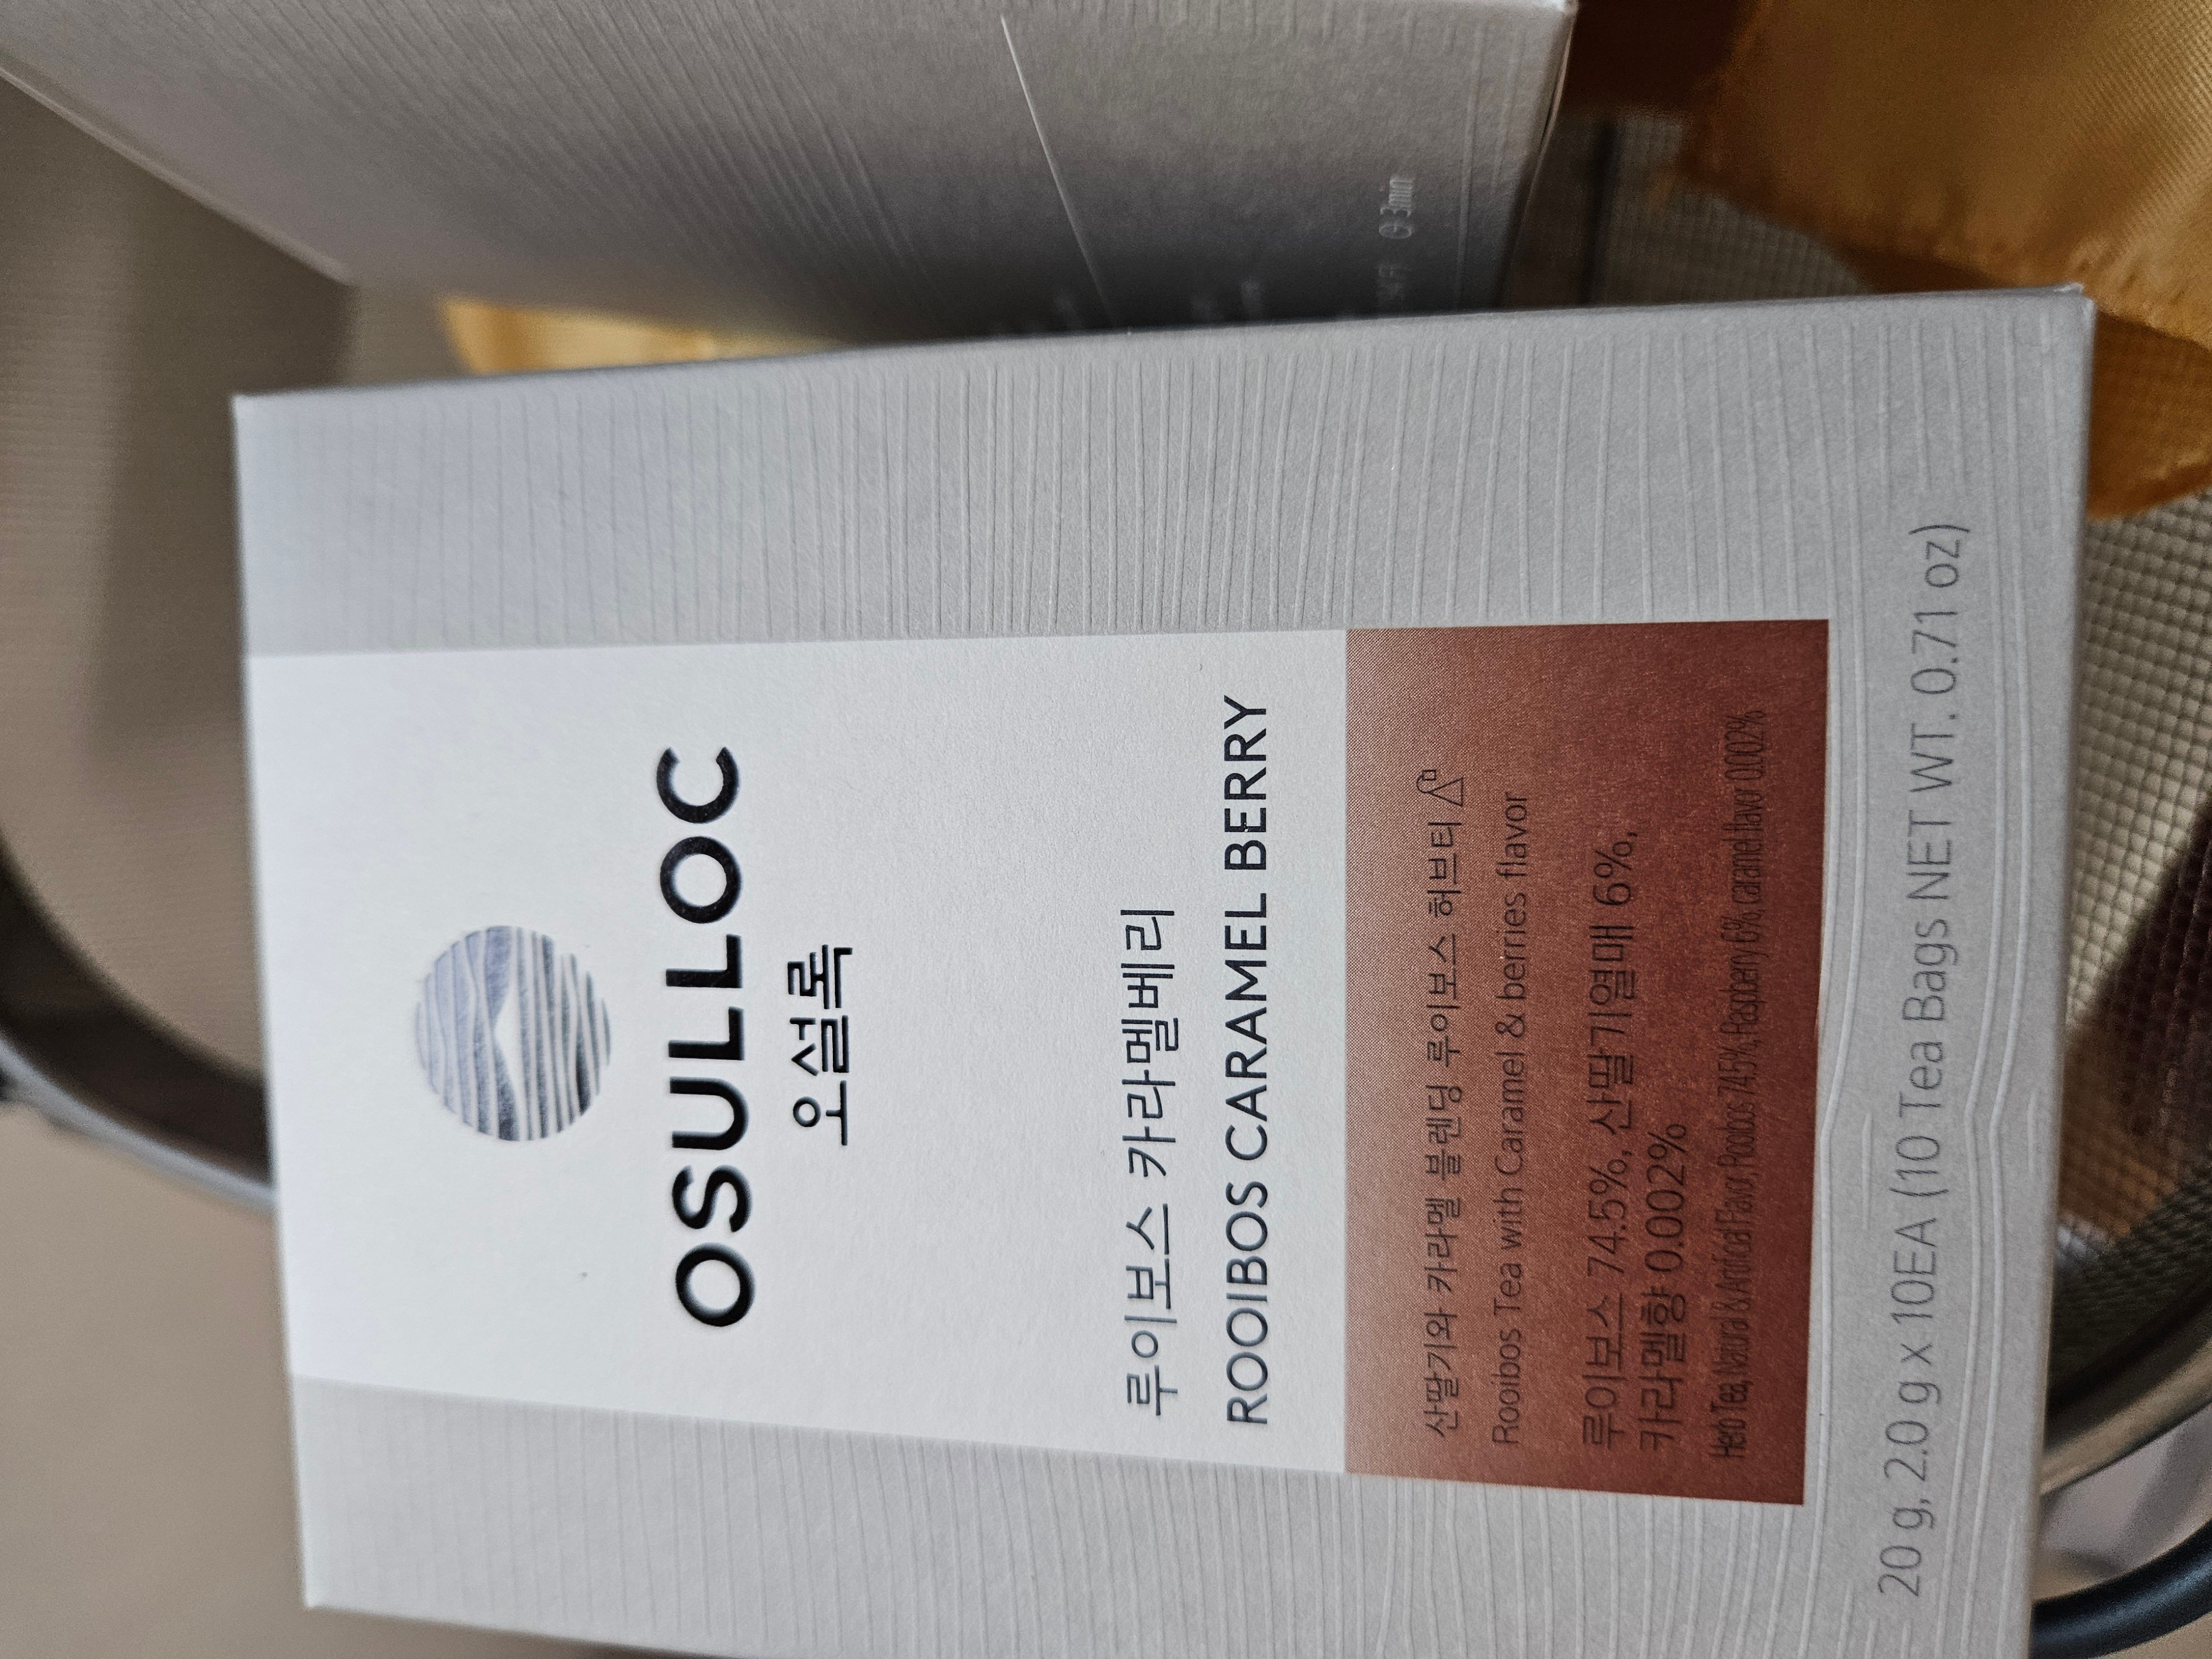 OSULLOC
오설록
루이보스 카라멜베리
ROOIBOS CARAMEL BERRY
산딸기와 카라멜 블렌딩 루이보스 허브티
Rooibos Tea with Caramel & berries flavor
루이보스 74.5%, 산딸기열매 6%,
카라멜향 0.002%
Herb Tea, Natural & Artificial Flavor, Rooibos 74.5%, Raspberry 6% caramel flavor 0.002%
20 g, 2.0 g x 10EA (10 Tea Bags NET WT. 0.71 oz)
3min